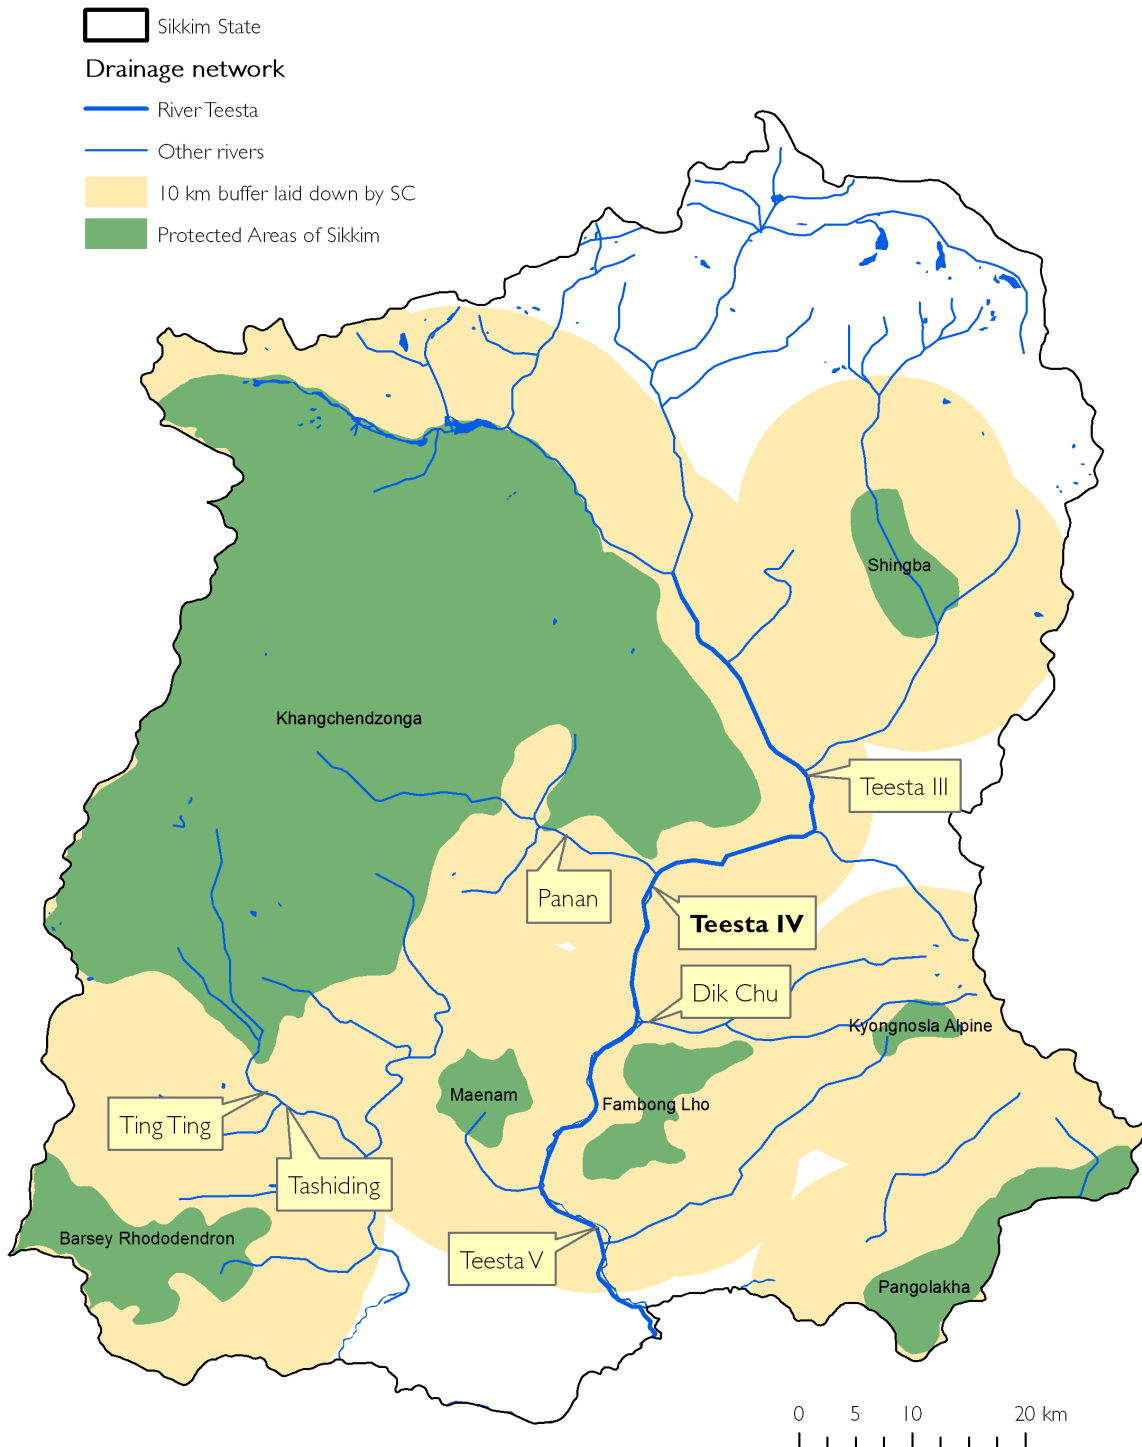 Sikkim State
Drainage network
River Teesta
Other rivers
10 km buffer laid down by SC
Protected Areas of Sikkim
Shingba
Khangchendzonga
Teesta III
Panan
Teesta IV
Dik Chu
Kyongnosla Alpine
Maenam
Fambong Lho
Ting Ting
Tashiding
Barsey Rhododendron
Teesta V
Pangolakha
0 5 10 20 km